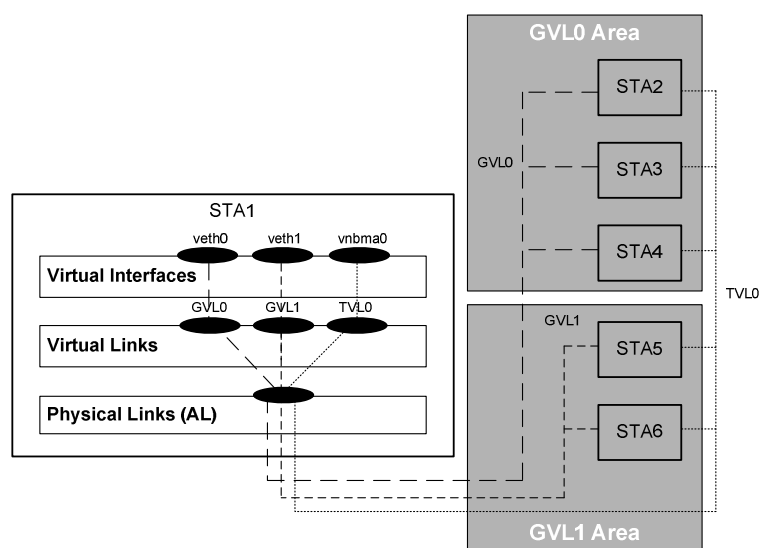 GVL0 Area
STA2
GVL0
STA3
STA4
TVL0
STA1
veth0 veth1 vnbma0
Virtual Interfaces
GVL0 GVL1 TVL0
Virtual Links
Physical Links (AL)
GVL1
STA5
STA6
GVL1 Area